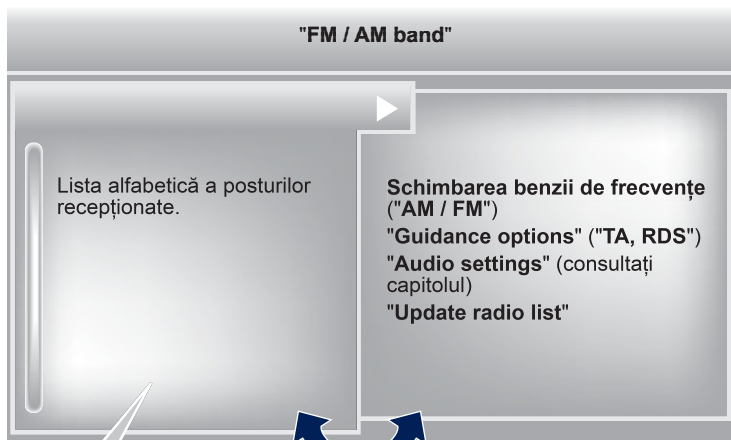 "FM / AM band"
Lista alfabetică a posturilor
recepționate.
Schimbarea benzii de frecvențe
("AM / FM")
"Guidance options" ("TA, RDS")
"Audio settings" (consultați
capitolul)
"Update radio list"